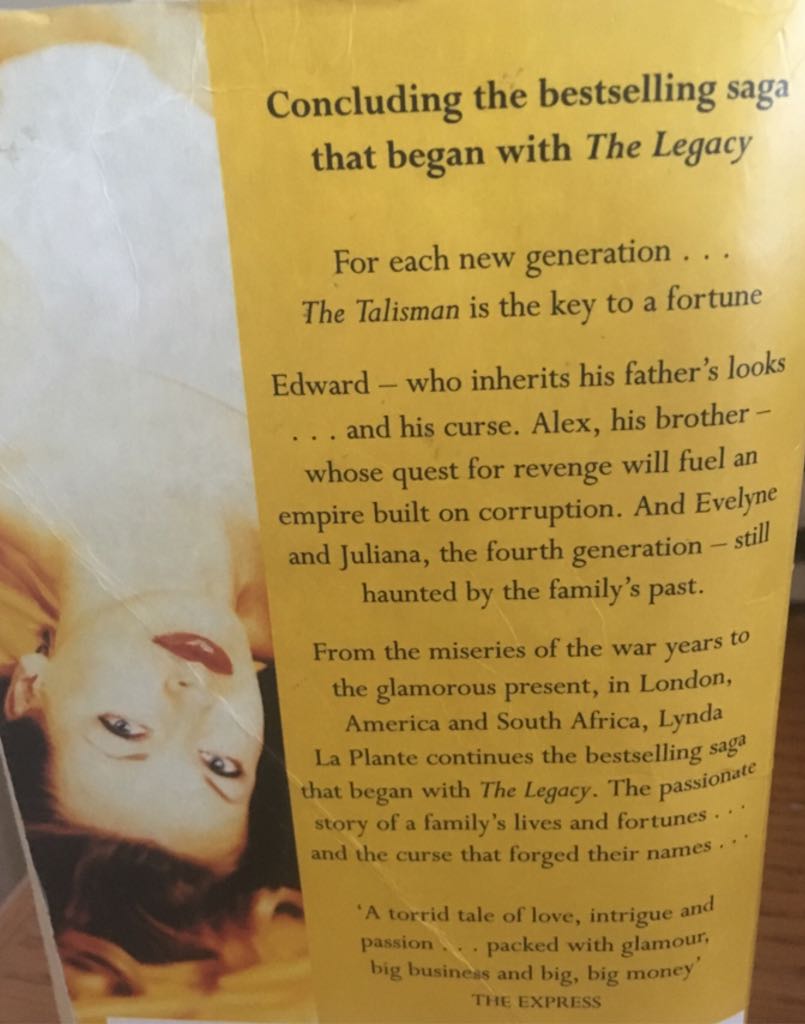 Concluding the bestselling saga
that began with The Legacy
For each new generation . . .
The Talisman is the key to a fortune
Edward – who inherits his father's looks
. . . and his curse. Alex, his brother –
whose quest for revenge will fuel an
empire built on corruption. And Evelyne
and Juliana, the fourth generation – still
haunted by the family's past.
From the miseries of the war years to
the glamorous present, in London,
America and South Africa, Lynda
La Plante continues the bestselling saga
that began with The Legacy. The passionate
story of a family's lives and fortunes . . .
and the curse that forged their names . . .
'A torrid tale of love, intrigue and
passion . . . packed with glamour,
big business and big, big money'
THE EXPRESS